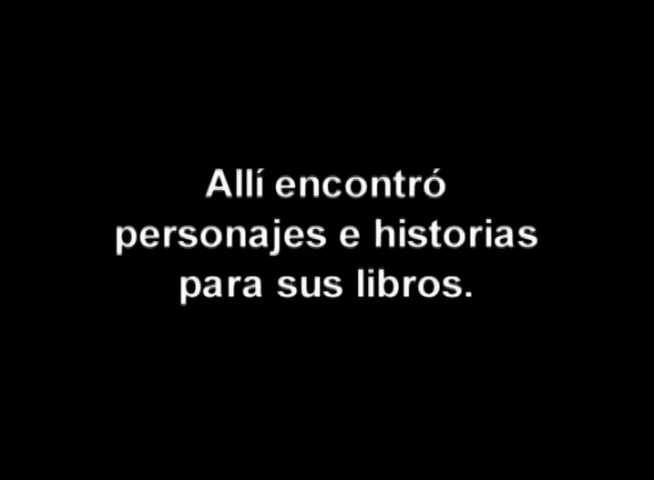 Allí encontró
personajes e historias
para sus libros.